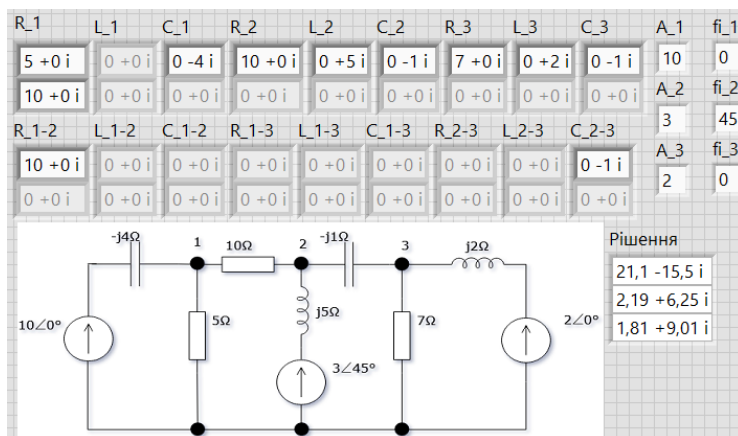 R_1 L_1 C_1 R_2 L_2 C_2 R_3 L_3 C_3 A_1 fi_1
5 +0 i 0 +0 i 0 -4 i 10 +0 i 0 +5 i 0 -1 i 7 +0 i 0 +2 i 0 -1 i 10 0
10 +0 i 0 +0 i 0 +0 i 0 +0 i 0 +0 i 0 +0 i 0 +0 i 0 +0 i 0 +0 i
A_2 fi_2
3 45
R_1-2 L_1-2 C_1-2 R_1-3 L_1-3 C_1-3 R_2-3 L_2-3 C_2-3
10 +0 i 0 +0 i 0 +0 i 0 +0 i 0 +0 i 0 +0 i 0 +0 i 0 +0 i 0 -1 i
0 +0 i 0 +0 i 0 +0 i 0 +0 i 0 +0 i 0 +0 i 0 +0 i 0 +0 i 0 +0 i
A_3 fi_3
2 0
-j4Ω 1 10Ω 2 -j1Ω 3 j2Ω
10∠0° 5Ω j5Ω 7Ω 2∠0°
3∠45°
Рішення
21,1 -15,5 i
2,19 +6,25 i
1,81 +9,01 i